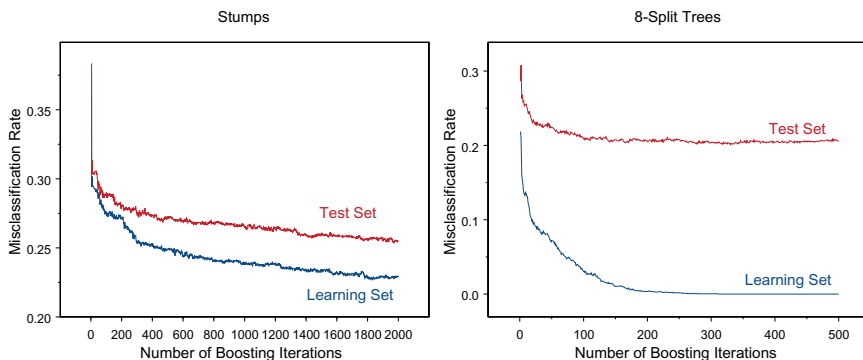 Stumps
Misclassification Rate
0.35
0.30
0.25
0.20
Test Set
Learning Set
0 200 400 600 800 1000 1200 1400 1600 1800 2000
Number of Boosting Iterations
8-Split Trees
Misclassification Rate
0.3
0.2
0.1
0.0
Test Set
Learning Set
0 100 200 300 400 500
Number of Boosting Iterations